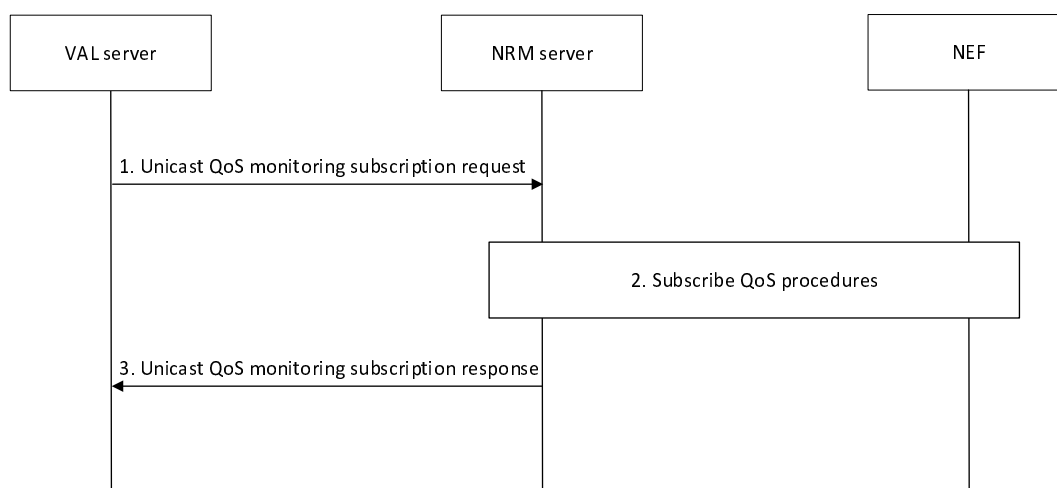 VAL server
NRM server
NEF
1. Unicast QoS monitoring subscription request
2. Subscribe QoS procedures
3. Unicast QoS monitoring subscription response